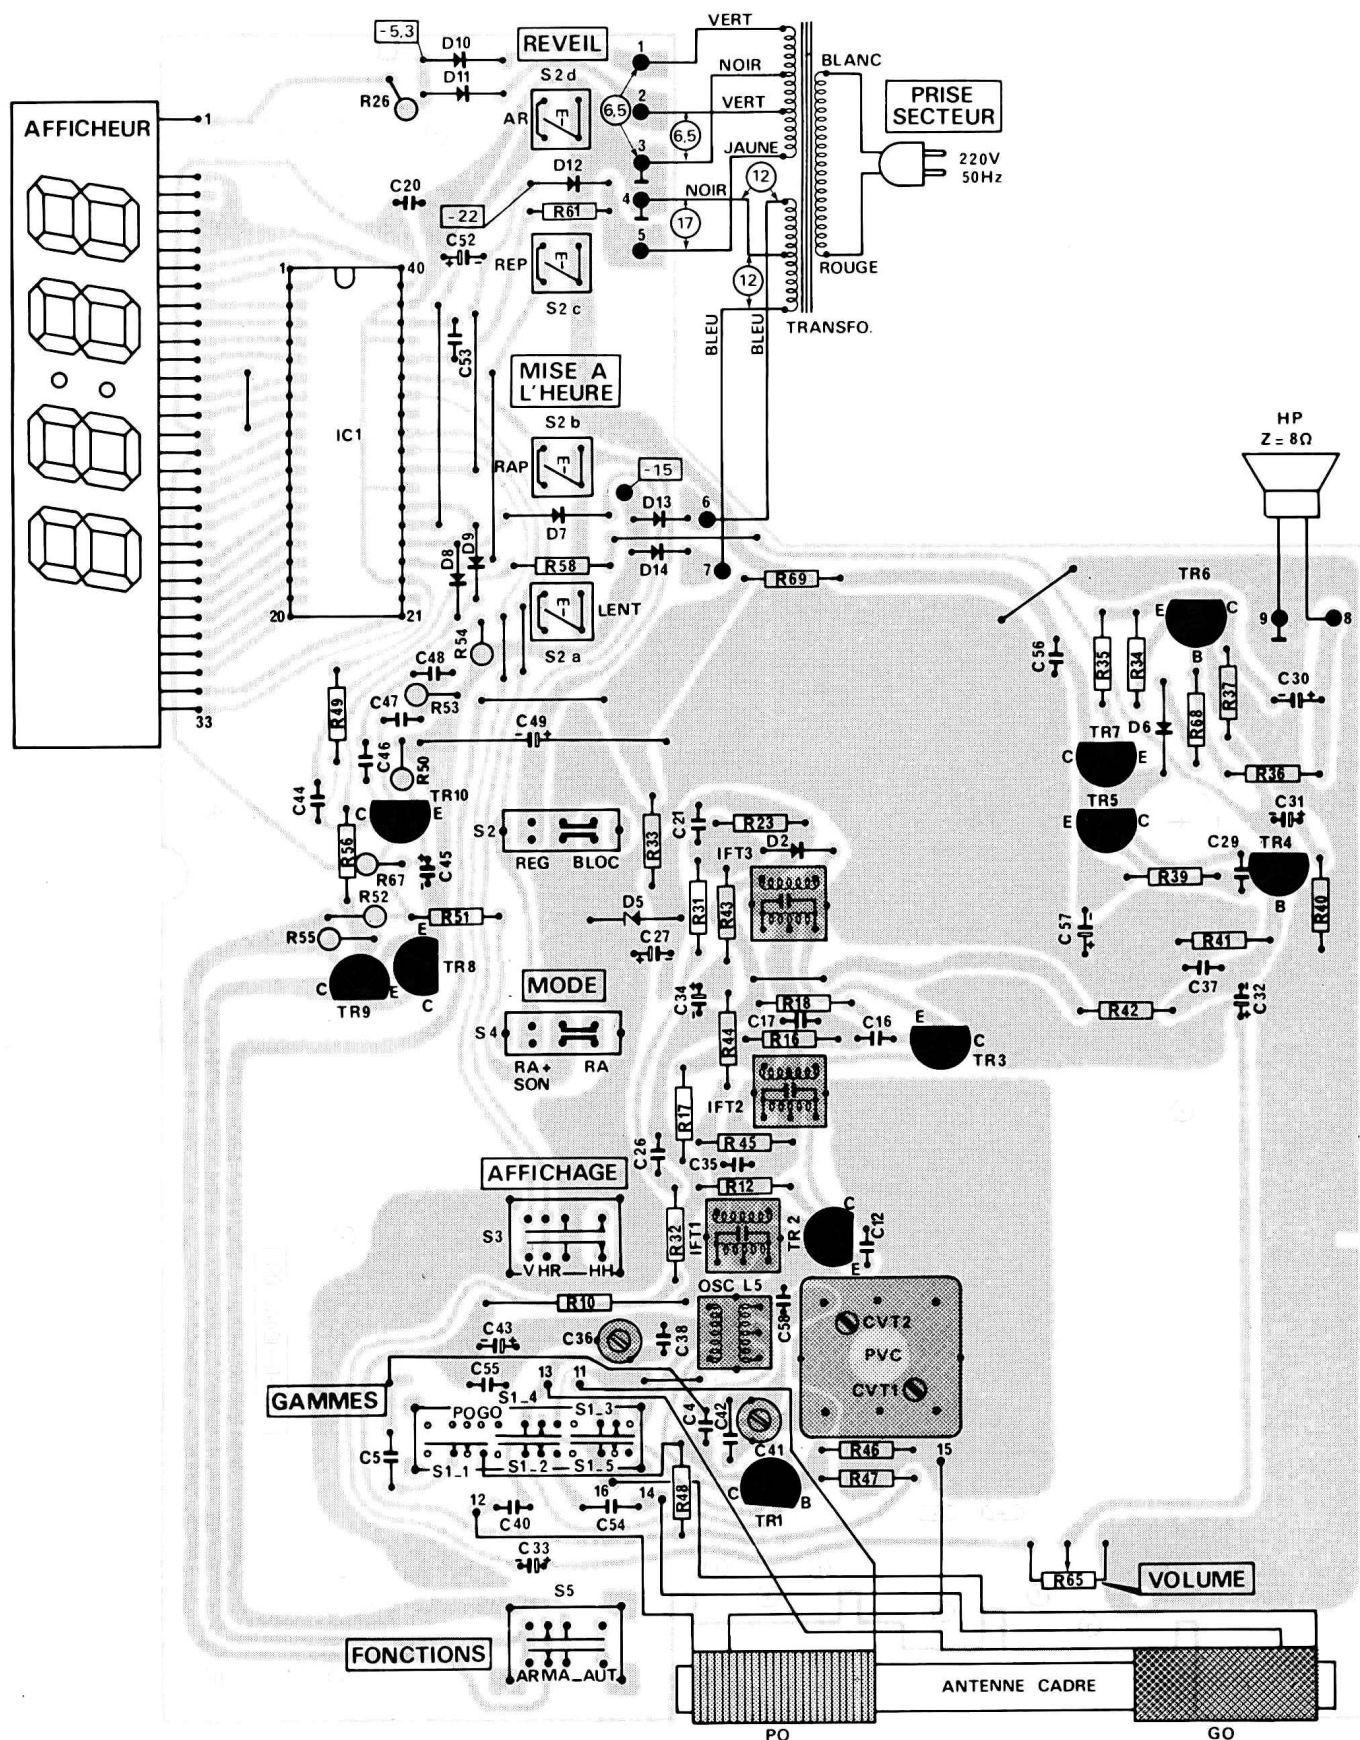 -5,3
D10
D11
R26
REVEIL
S2d
AR
1
2
3
4
5
6,5
6,5
VERT
NOIR
VERT
JAUNE
NOIR
12
17
12
BLANC
ROUGE
TRANSFO.
BLEU
BLEU
PRISE
SECTEUR
220V
50Hz
AFFICHEUR
1
33
C20
D12
-22
R61
C52
REP
S2c
1
40
20
21
IC1
C53
MISE A
L'HEURE
S2b
RAP
-15
D13
6
D7
D14
7
D8
D9
R58
LENT
S2a
R54
R69
HP
Z = 8Ω
TR6
E
C
B
9
8
C56
R35
R34
R68
R37
C30
D6
TR7
C
E
R36
TR5
E
C
C31
C29
TR4
B
R39
R40
C57
R41
C37
C32
R42
C48
R53
R49
C47
C46
R50
C49
C44
TR10
C
E
R56
R67
C45
R52
R51
R55
E
TR8
C
C
E
TR9
S2
REG
BLOC
R33
C21
R23
D2
IFT3
R31
R43
D5
C27
MODE
S4
RA+
SON
RA
C34
R44
R18
C17
R16
C16
E
C
TR3
IFT2
R17
C26
R45
C35
R12
AFFICHAGE
S3
V HR
HH
R32
IFT1
TR2
C
E
C12
R10
OSC L5
C58
C43
C36
C38
CVT2
PVC
CVT1
GAMMES
C55
13
11
S1_4
S1_3
PO GO
S1_1
S1_2
S1_5
C5
C4
C42
C41
R46
15
R47
R48
C
B
TR1
12
16
14
C40
C54
C33
S5
FONCTIONS
AR MA_AUT
R65
VOLUME
ANTENNE CADRE
PO
GO